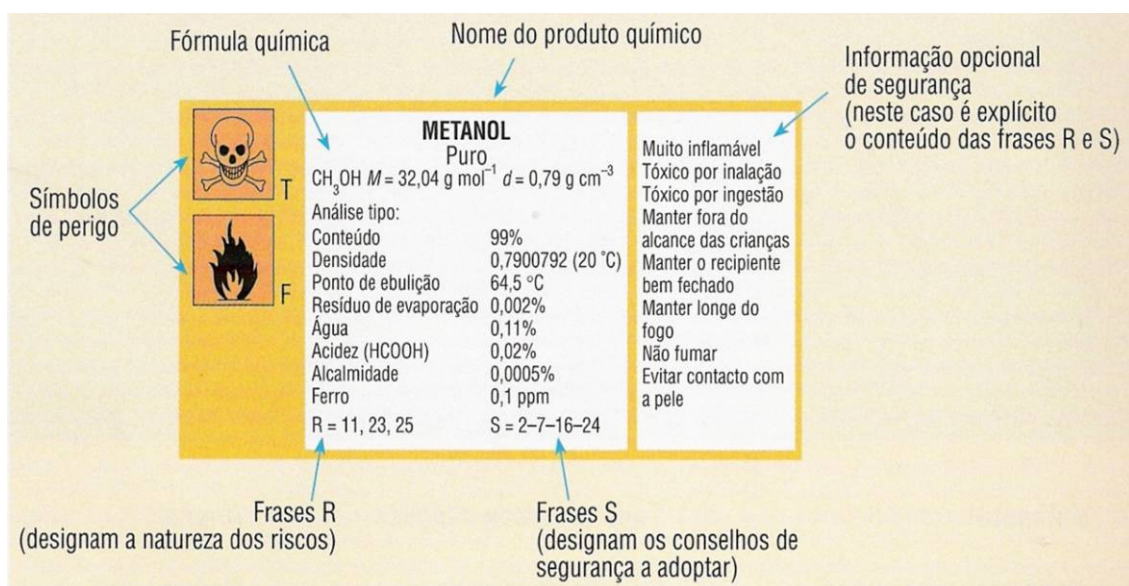 Fórmula química
Nome do produto químico
Informação opcional
de segurança
(neste caso é explícito
o conteúdo das frases R e S)
Símbolos
de perigo
T
F
METANOL
Puro
CH₃OH M = 32,04 g mol⁻¹ d = 0,79 g cm⁻³
Análise tipo:
Conteúdo 99%
Densidade 0,7900792 (20 °C)
Ponto de ebulição 64,5 °C
Resíduo de evaporação 0,002%
Água 0,11%
Acidez (HCOOH) 0,02%
Alcalmidade 0,0005%
Ferro 0,1 ppm
R = 11, 23, 25 S = 2–7–16–24
Muito inflamável
Tóxico por inalação
Tóxico por ingestão
Manter fora do
alcance das crianças
Manter o recipiente
bem fechado
Manter longe do
fogo
Não fumar
Evitar contacto com
a pele
Frases R
(designam a natureza dos riscos)
Frases S
(designam os conselhos de
segurança a adoptar)